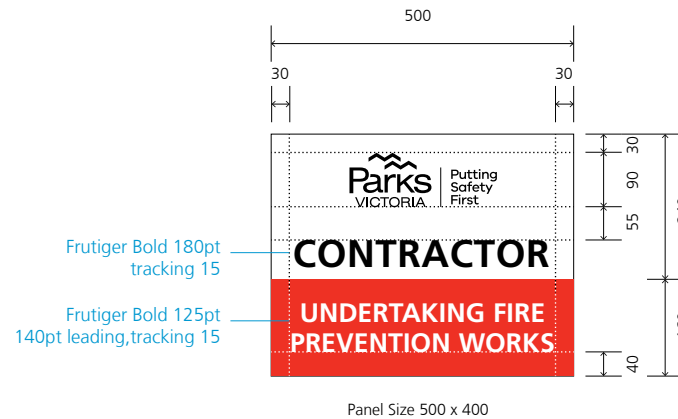 500
30
30
30
Parks
VICTORIA
Putting
Safety
First
90
55
Frutiger Bold 180pt
tracking 15
CONTRACTOR
Frutiger Bold 125pt
140pt leading,tracking 15
UNDERTAKING FIRE
PREVENTION WORKS
40
Panel Size 500 x 400